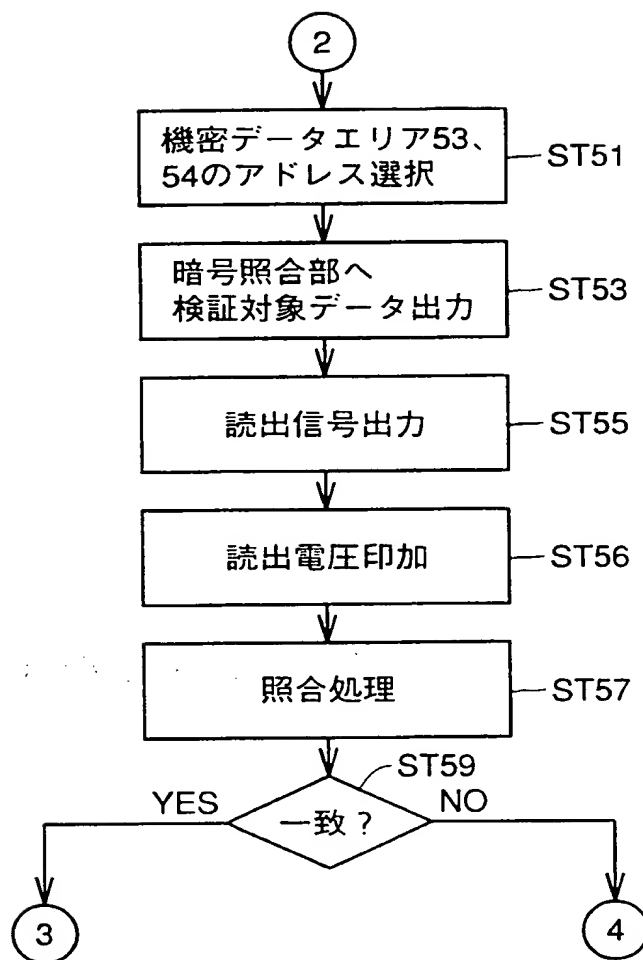 2
機密データエリア53、
54のアドレス選択
ST51
暗号照合部へ
検証対象データ出力
ST53
読出信号出力
ST55
読出電圧印加
ST56
照合処理
ST57
ST59
YES
一致？
NO
3
4